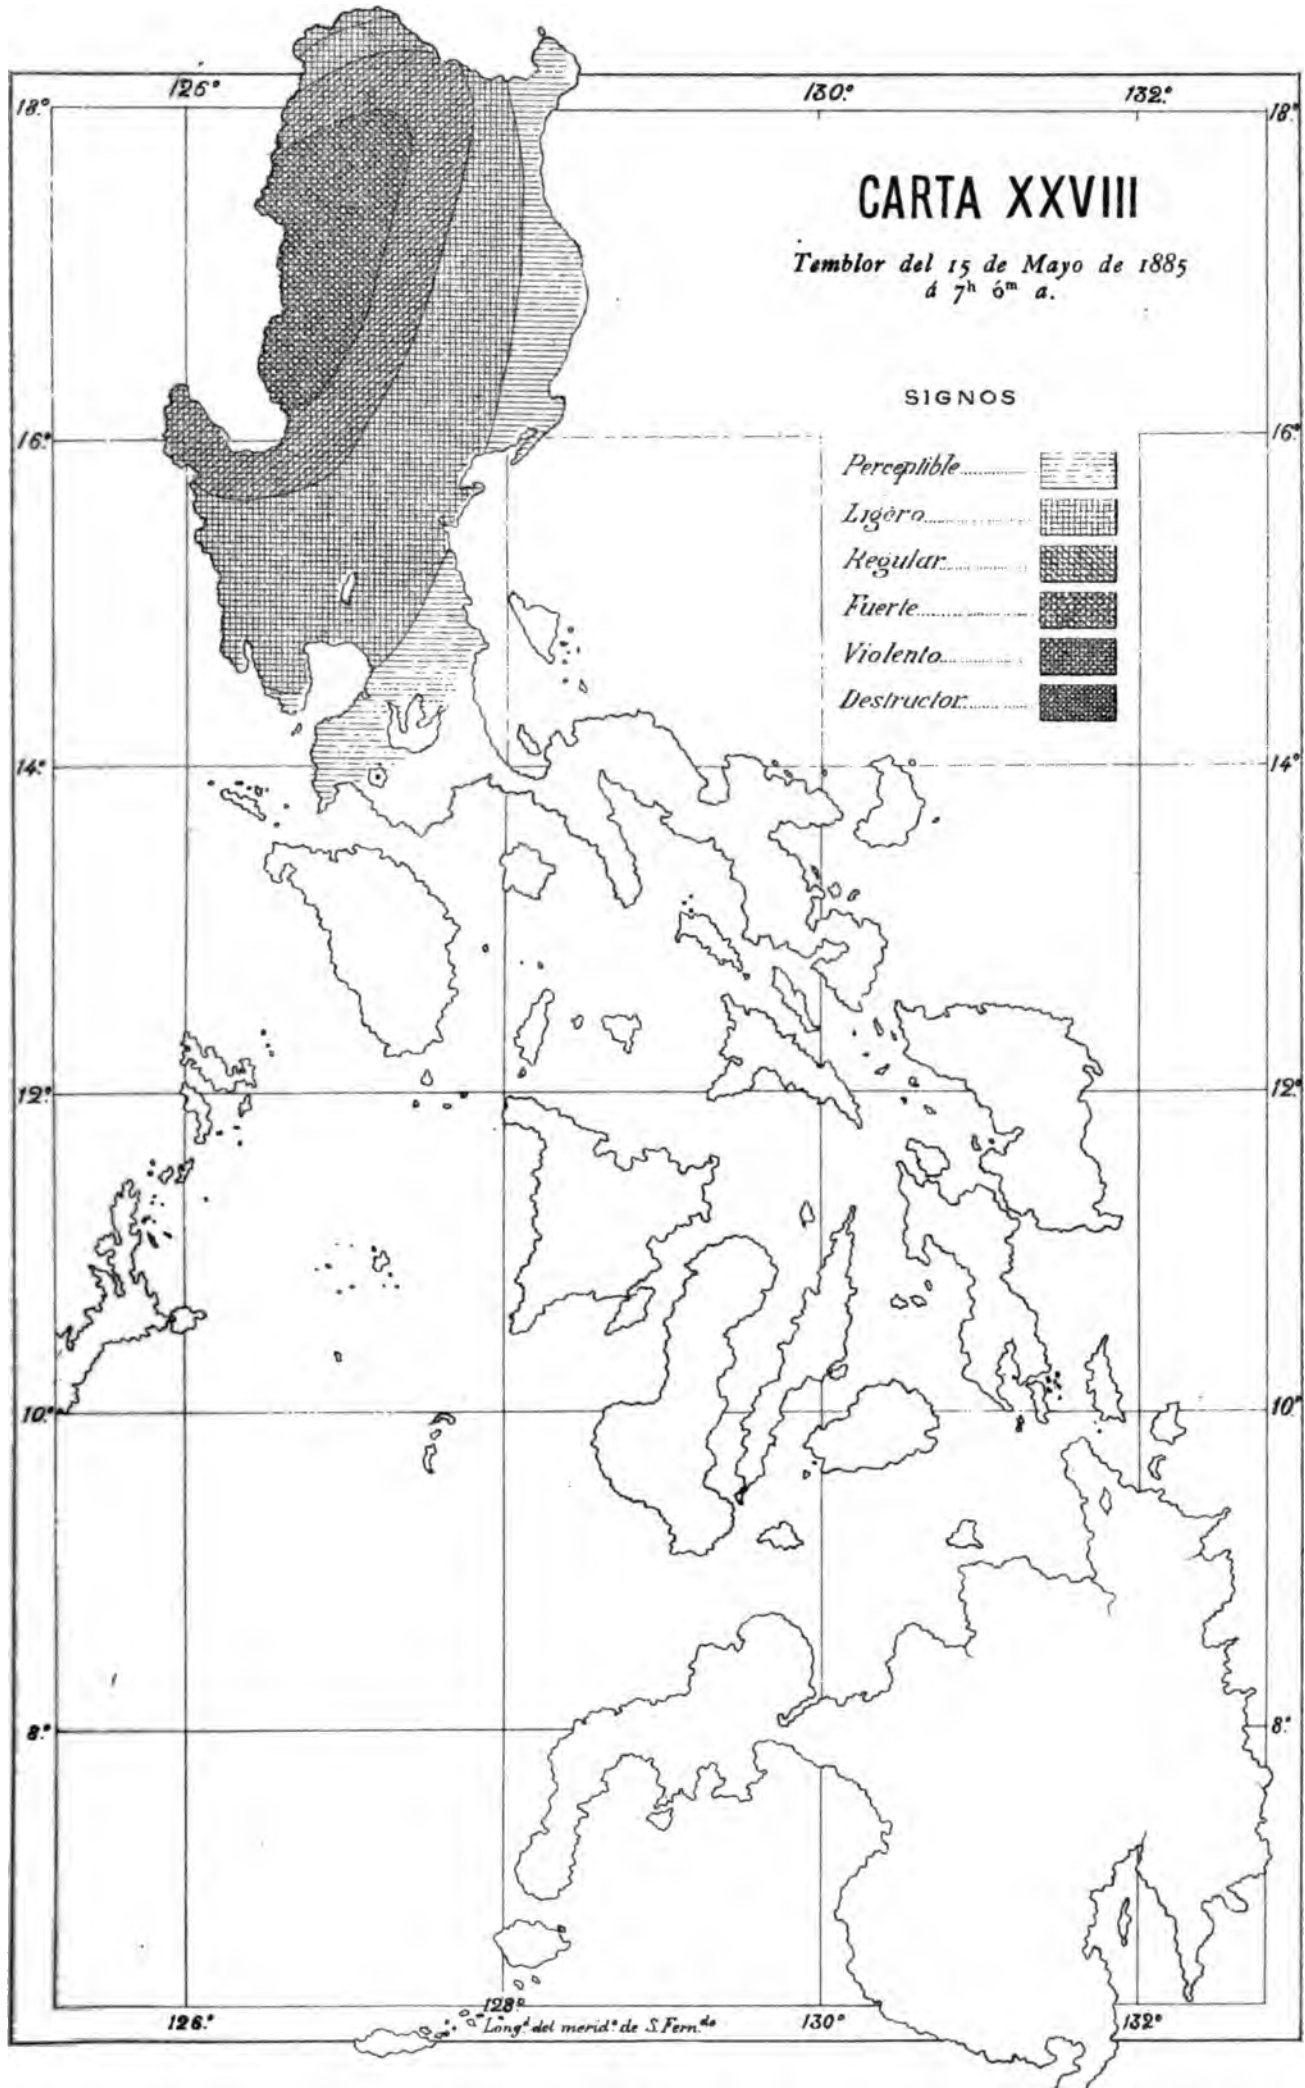 126.° 130.° 132.°
18.° 18.°
CARTA XXVIII
Temblor del 15 de Mayo de 1885
á 7ʰ 6ᵐ a.
SIGNOS
16.° 16.°
Perceptible
Ligéro
Regular
Fuerte
Violento
Destructor
14.° 14.°
12.° 12.°
10.° 10.°
8.° 8.°
128.°
126.° Long.ᵈ del merid.º de S. Fern.ᵈᵒ 130.° 132.°